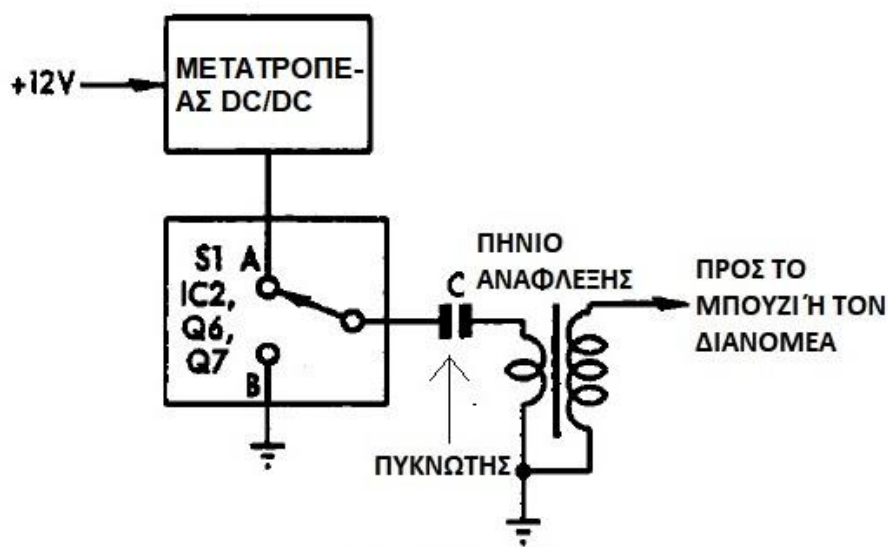 +12V
ΜΕΤΑΤΡΟΠΕ-
ΑΣ DC/DC
S1 A
IC2,
Q6,
Q7
B
C
ΠΗΝΙΟ
ΑΝΑΦΛΕΞΗΣ
ΠΡΟΣ ΤΟ
ΜΠΟΥΖΙ Ή ΤΟΝ
ΔΙΑΝΟΜΕΑ
ΠΥΚΝΩΤΗΣ